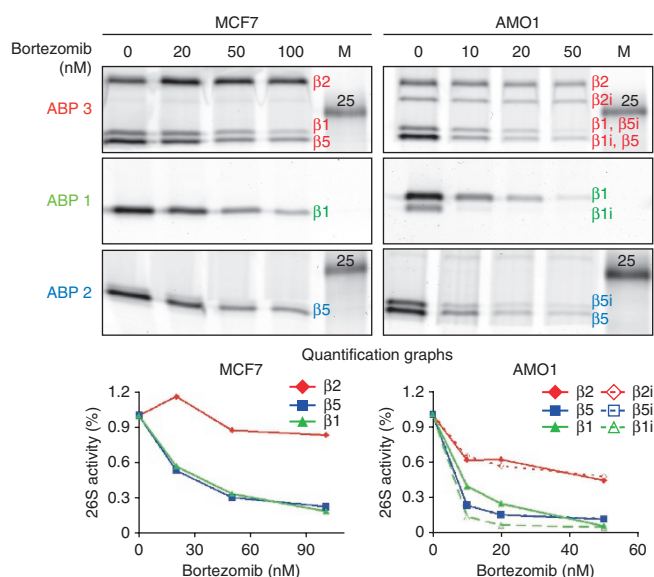 MCF7 AMO1
Bortezomib (nM) 0 20 50 100 M 0 10 20 50 M
ABP 3 β2 25 β1 β5 β2 β2i 25 β1, β5i β1i, β5
ABP 1 β1 β1 β1i
ABP 2 25 β5 25 β5i β5
Quantification graphs
MCF7 AMO1
1.2 0.9 0.6 0.3 0
26S activity (%)
β2
β5
β1
0 50 100
Bortezomib (nM)
1.2 0.9 0.6 0.3 0
26S activity (%)
β2 β2i
β5 β5i
β1 β1i
0 20 40 60
Bortezomib (nM)